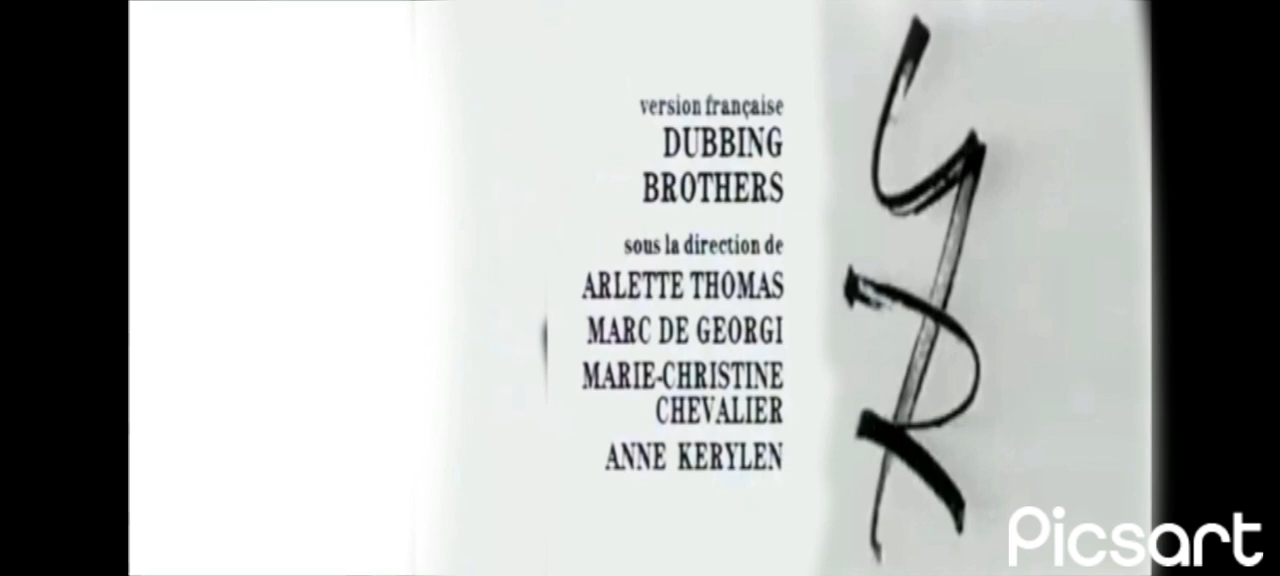 version française
DUBBING
BROTHERS
sous la direction de
ARLETTE THOMAS
MARC DE GEORGI
MARIE-CHRISTINE
CHEVALIER
ANNE KERYLEN
Picsart